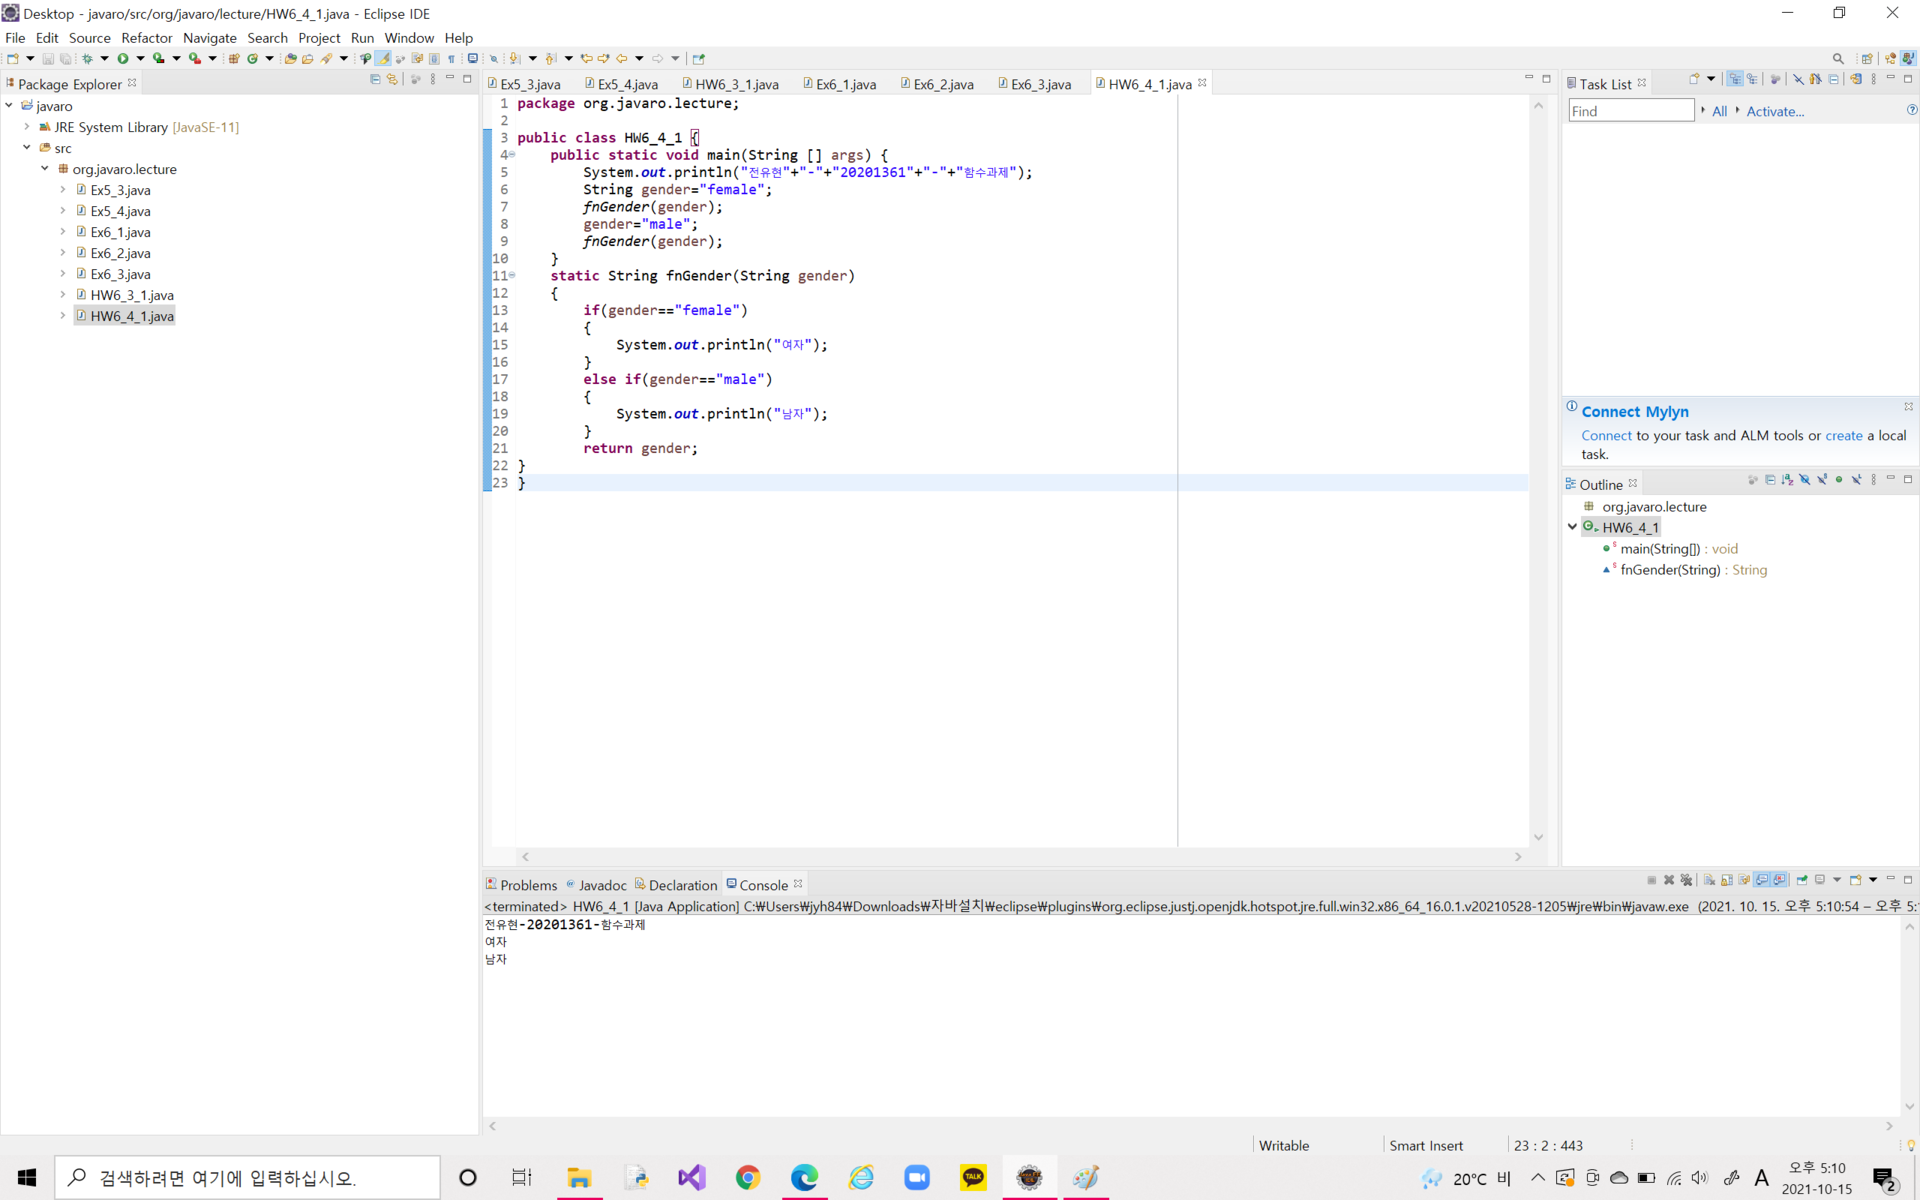 Desktop - javaro/src/org/javaro/lecture/HW6_4_1.java - Eclipse IDE
File Edit Source Refactor Navigate Search Project Run Window Help
Package Explorer
javaro
JRE System Library [JavaSE-11]
src
org.javaro.lecture
Ex5_3.java
Ex5_4.java
Ex6_1.java
Ex6_2.java
Ex6_3.java
HW6_3_1.java
HW6_4_1.java
Ex5_3.java Ex5_4.java HW6_3_1.java Ex6_1.java Ex6_2.java Ex6_3.java HW6_4_1.java
1 package org.javaro.lecture;
2
3 public class HW6_4_1 {
4 public static void main(String [] args) {
5 System.out.println("전유현"+"-"+"20201361"+"-"+"함수과제");
6 String gender="female";
7 fnGender(gender);
8 gender="male";
9 fnGender(gender);
10 }
11 static String fnGender(String gender)
12 {
13 if(gender=="female")
14 {
15 System.out.println("여자");
16 }
17 else if(gender=="male")
18 {
19 System.out.println("남자");
20 }
21 return gender;
22 }
23 }
Task List
Find All Activate...
Connect Mylyn
Connect to your task and ALM tools or create a local
task.
Outline
org.javaro.lecture
HW6_4_1
main(String[]) : void
fnGender(String) : String
Problems Javadoc Declaration Console
<terminated> HW6_4_1 [Java Application] C:₩Users₩jyh84₩Downloads₩자바설치₩eclipse₩plugins₩org.eclipse.justj.openjdk.hotspot.jre.full.win32.x86_64_16.0.1.v20210528-1205₩jre₩bin₩javaw.exe (2021. 10. 15. 오후 5:10:54 – 오후 5:
전유현-20201361-함수과제
여자
남자
Writable Smart Insert 23 : 2 : 443
검색하려면 여기에 입력하십시오.
TALK
20°C 비
A
오후 5:10
2021-10-15
2